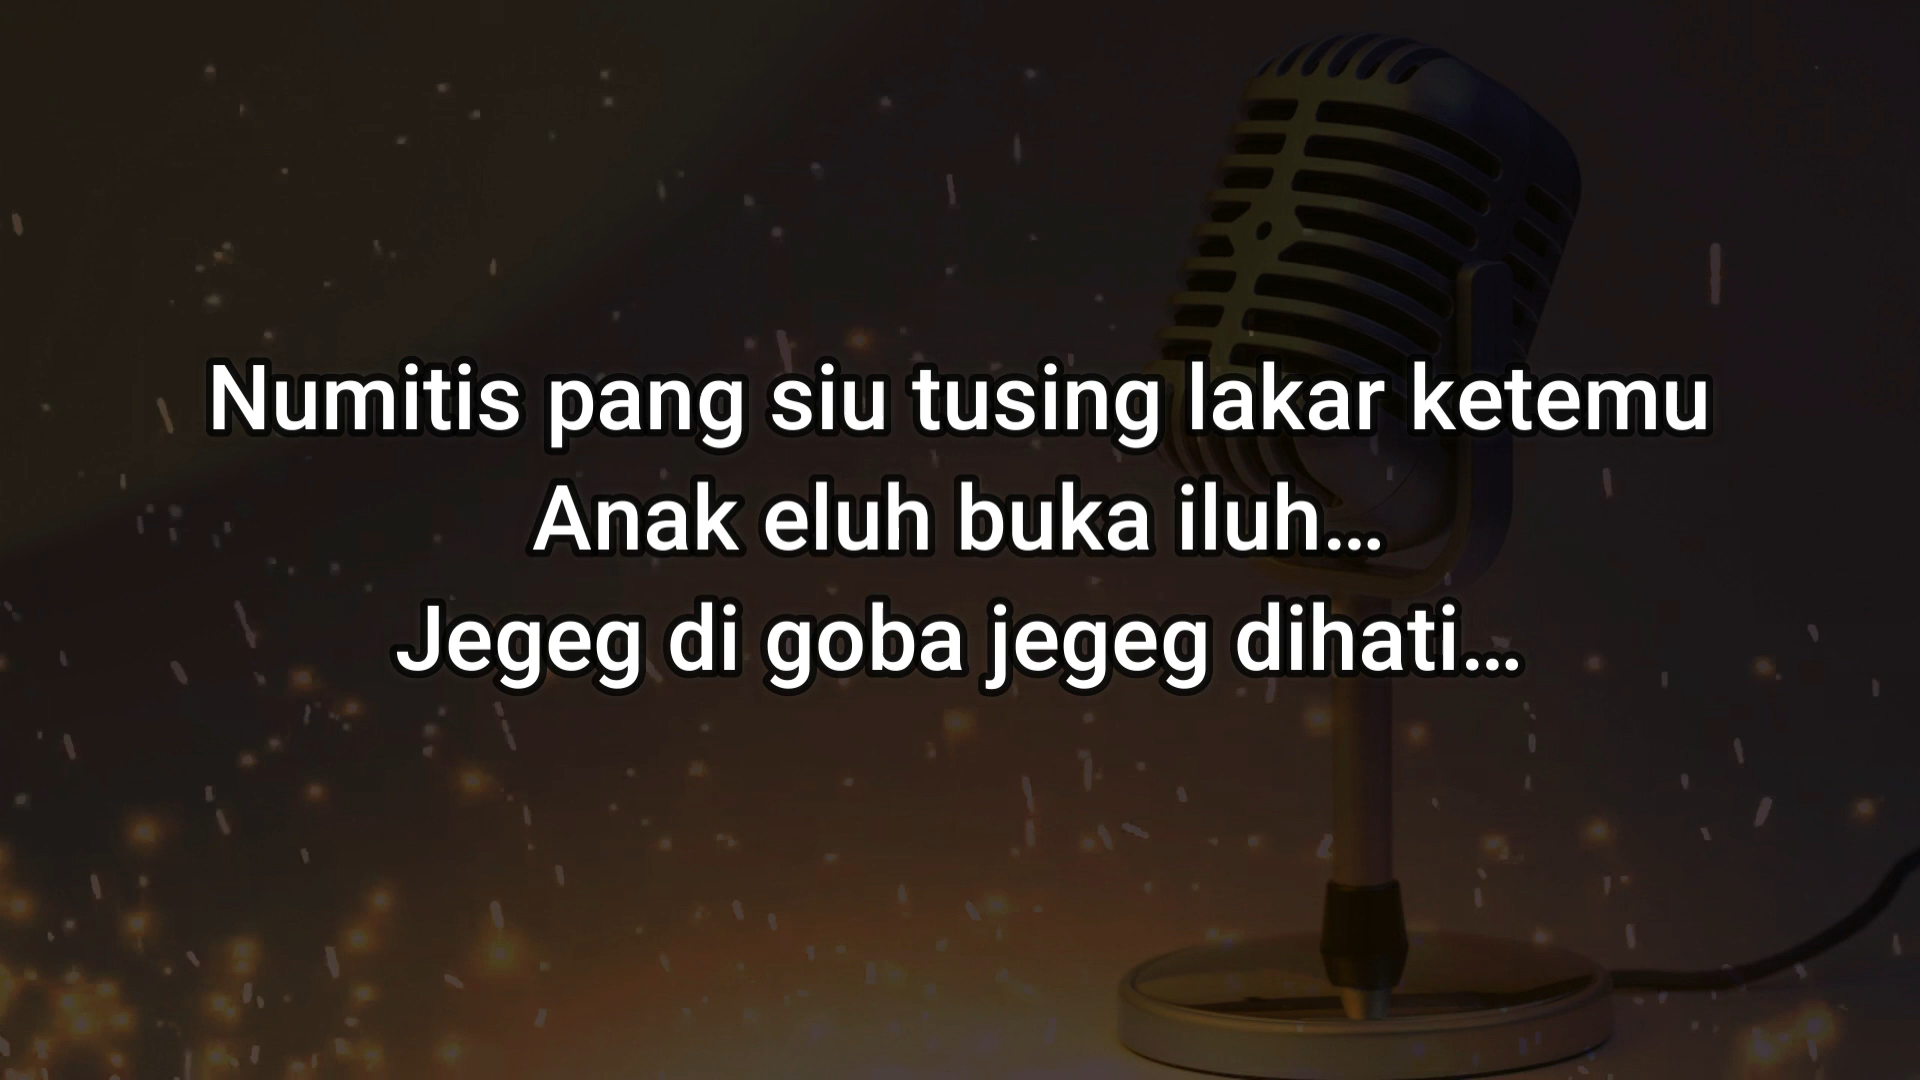 Numitis pang siu tusing lakar ketemu
Anak eluh buka iluh...
Jegeg di goba jegeg dihati...